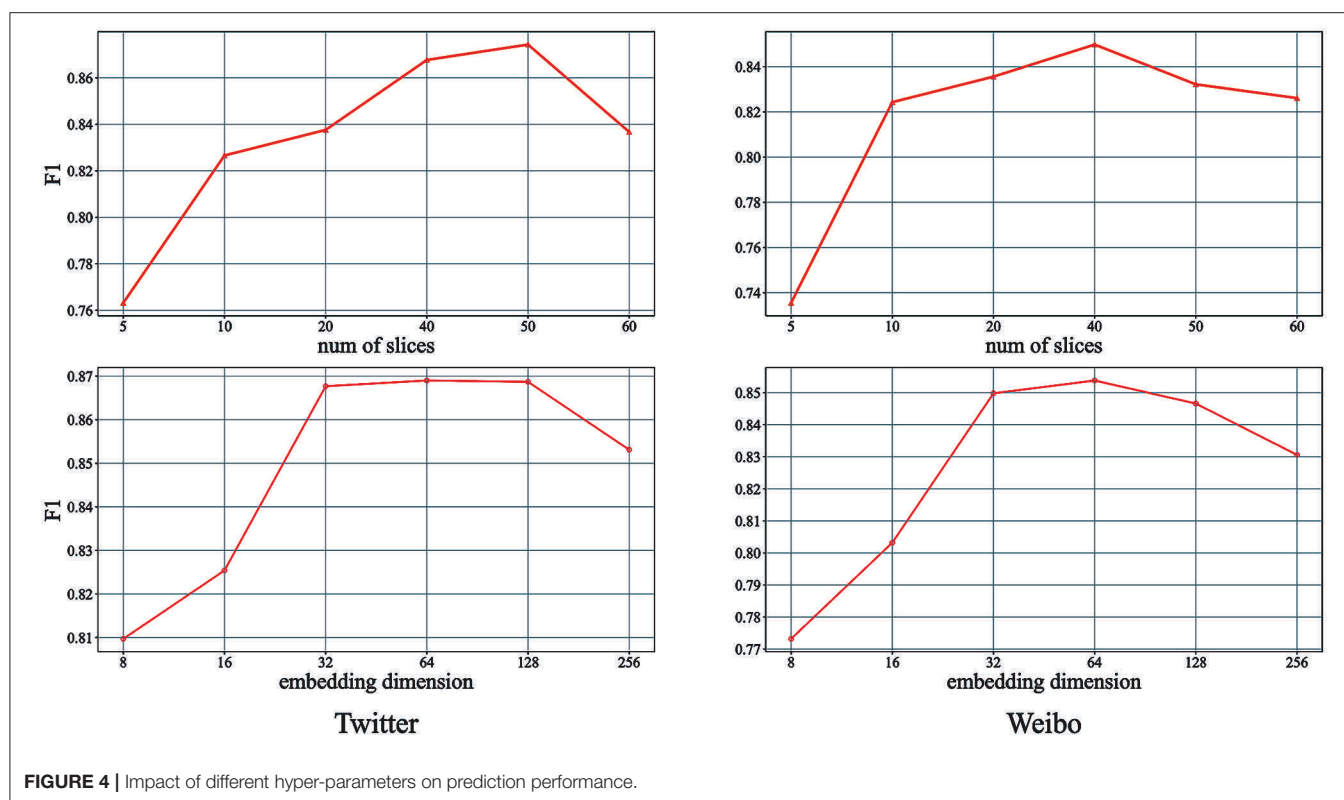 0.86
0.84
0.82
0.80
0.78
0.76
F1
5 10 20 40 50 60
num of slices
0.84
0.82
0.80
0.78
0.76
0.74
5 10 20 40 50 60
num of slices
0.87
0.86
0.85
0.84
0.83
0.82
0.81
F1
8 16 32 64 128 256
embedding dimension
Twitter
0.85
0.84
0.83
0.82
0.81
0.80
0.79
0.78
0.77
8 16 32 64 128 256
embedding dimension
Weibo
FIGURE 4 | Impact of different hyper-parameters on prediction performance.